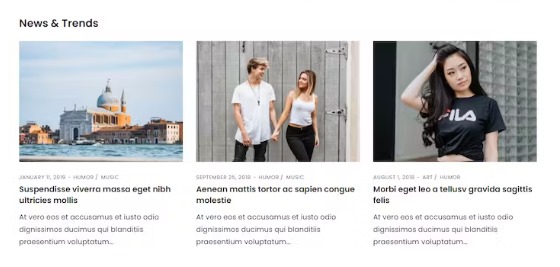 News & Trends
FILA
JANUARY 11, 2019 - HUMOR / MUSIC
Suspendisse viverra massa eget nibh
ultricies mollis
At vero eos et accusamus et iusto odio
dignissimos ducimus qui blanditiis
praesentium voluptatum...
SEPTEMBER 25, 2019 - HUMOR / MUSIC
Aenean mattis tortor ac sapien congue
molestie
At vero eos et accusamus et iusto odio
dignissimos ducimus qui blanditiis
praesentium voluptatum...
AUGUST 1, 2019 - ART / HUMOR
Morbi eget leo a tellusv gravida sagittis
felis
At vero eos et accusamus et iusto odio
dignissimos ducimus qui blanditiis
praesentium voluptatum...